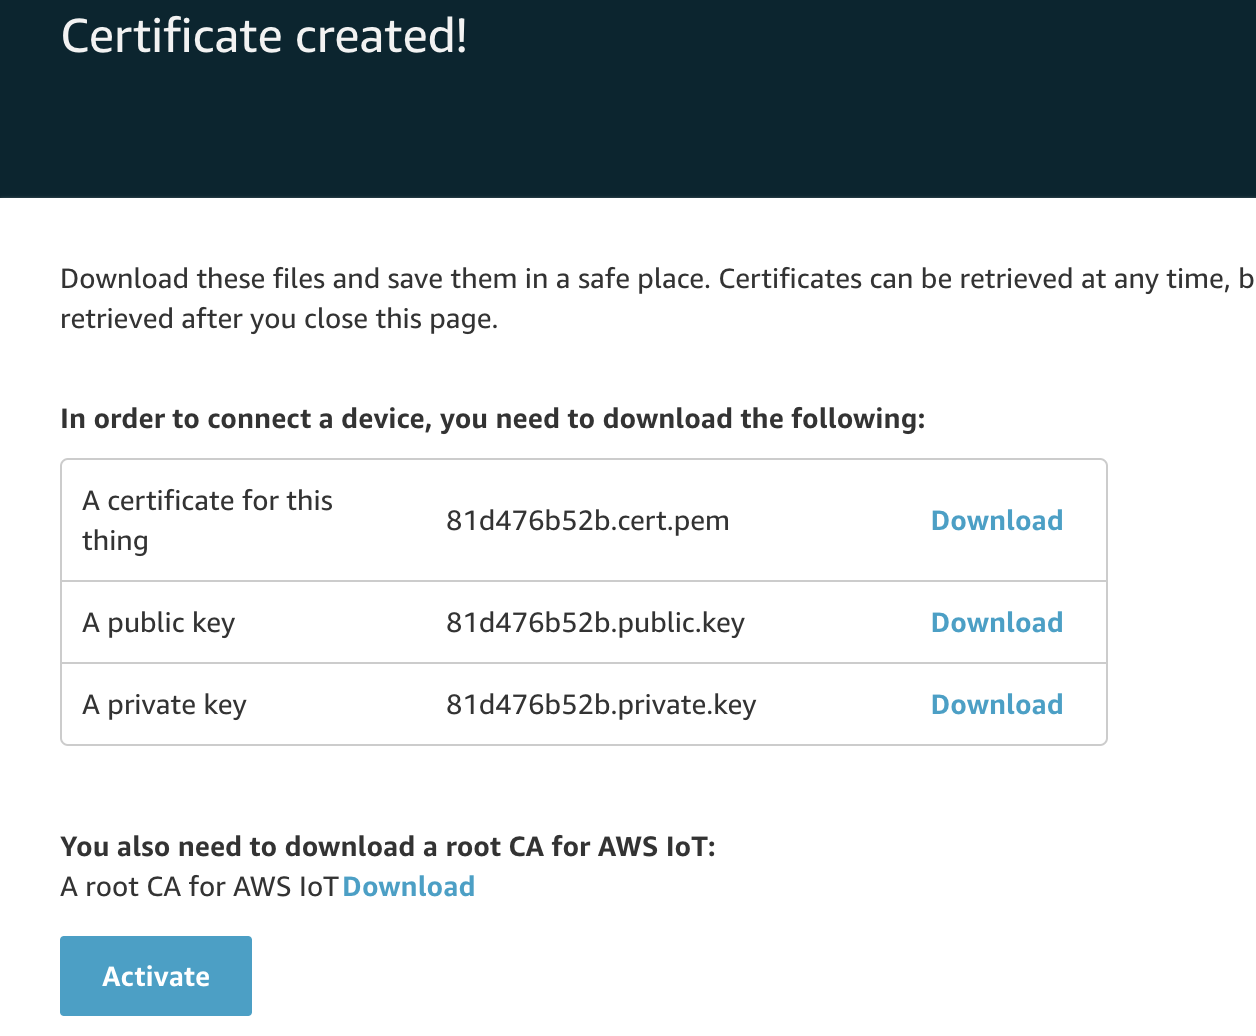 Certificate created!
Download these files and save them in a safe place. Certificates can be retrieved at any time, b
retrieved after you close this page.
In order to connect a device, you need to download the following:
A certificate for this
thing
81d476b52b.cert.pem
Download
A public key
81d476b52b.public.key
Download
A private key
81d476b52b.private.key
Download
You also need to download a root CA for AWS IoT:
A root CA for AWS IoT Download
Activate